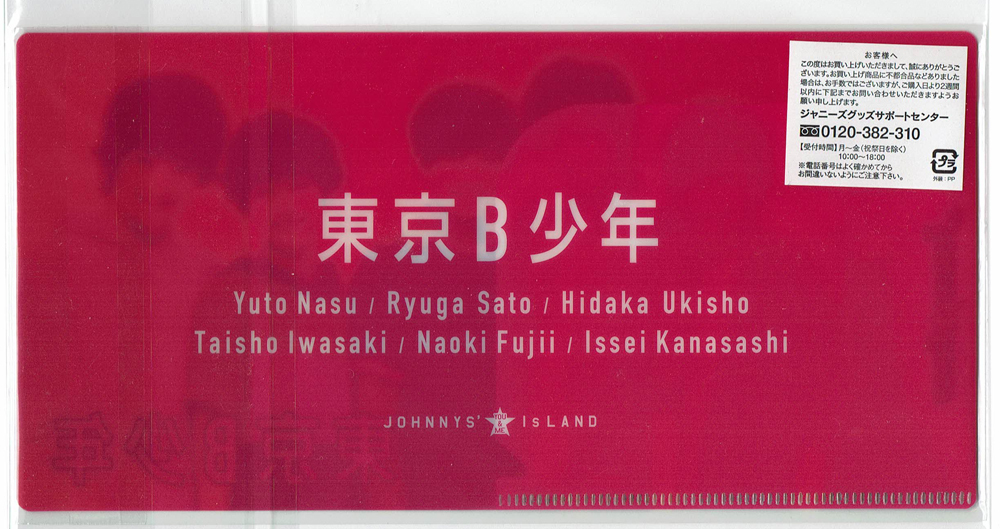 お客様へ
この度はお買い上げいただきまして、誠にありがとうご
ざいます。お買い上げ商品に不都合品などありました
場合は、お手数ではございますが、ご購入日より2週間
以内に下記までお問い合わせいただきますようお
願い申し上げます。
ジャニーズグッズサポートセンター
0120-382-310
【受付時間】月〜金(祝祭日を除く)
10:00〜18:00
※電話番号はよく確かめてから
お間違いないようにご注意下さい。
プラ
外袋:PP
東京B少年
Yuto Nasu / Ryuga Sato / Hidaka Ukisho
Taisho Iwasaki / Naoki Fujii / Issei Kanasashi
JOHNNYS' YOU & ME IsLAND
東京B少年